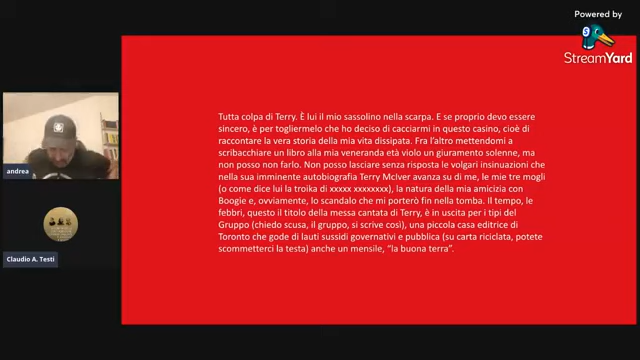 Powered by
StreamYard
Tutta colpa di Terry. È lui il mio sassolino nella scarpa. E se proprio devo essere
sincero, è per togliermelo che ho deciso di cacciarmi in questo casino, cioè di
raccontare la vera storia della mia vita dissipata. Fra l'altro mettendomi a
scribacchiare un libro alla mia veneranda età violo un giuramento solenne, ma
non posso non farlo. Non posso lasciare senza risposta le volgari insinuazioni che
nella sua imminente autobiografia Terry McIver avanza su di me, le mie tre mogli
(o come dice lui la troika di xxxxx xxxxxxxx), la natura della mia amicizia con
Boogie e, ovviamente, lo scandalo che mi porterò fin nella tomba. Il tempo, le
febbri, questo il titolo della messa cantata di Terry, è in uscita per i tipi del
Gruppo (chiedo scusa, il gruppo, si scrive così), una piccola casa editrice di
Toronto che gode di lauti sussidi governativi e pubblica (su carta riciclata, potete
scommetterci la testa) anche un mensile, "la buona terra".
andrea
Claudio A. Testi